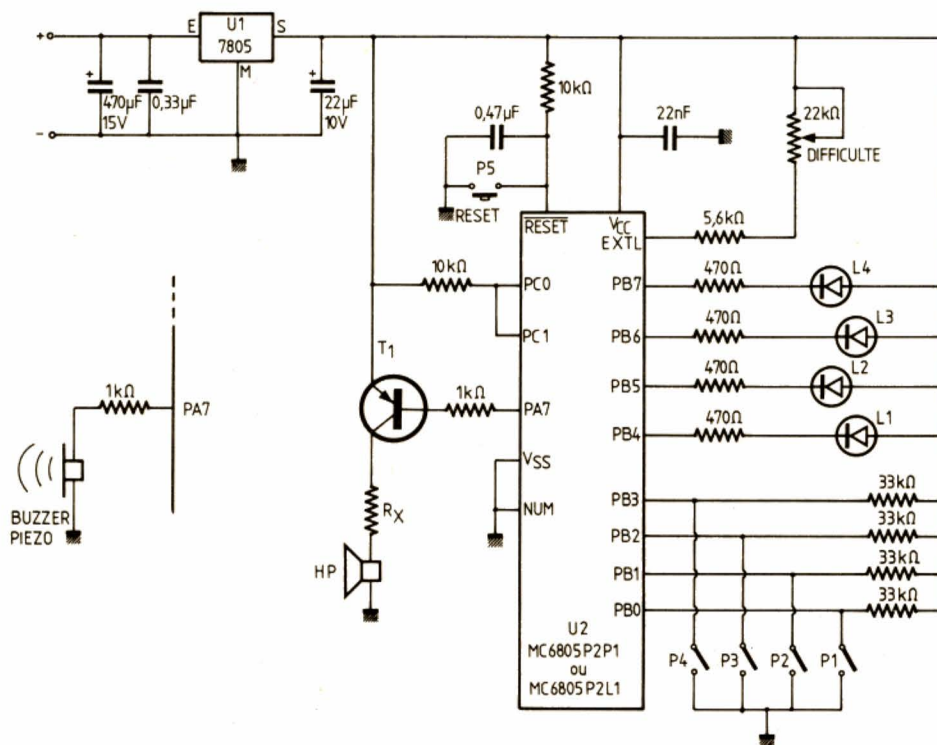 U1
7805
E
S
M
+
-
+
470µF
15V
0,33µF
+
22µF
10V
10kΩ
0,47µF
P5
RESET
22nF
22kΩ
DIFFICULTE
RESET
VCC
EXTL
5,6kΩ
10kΩ
PC0
PC1
PB7
470Ω
L4
PB6
470Ω
L3
PB5
470Ω
L2
PB4
470Ω
L1
T1
1kΩ
PA7
1kΩ
PA7
VSS
NUM
BUZZER
PIEZO
RX
HP
PB3
33kΩ
PB2
33kΩ
PB1
33kΩ
PB0
33kΩ
U2
MC6805P2P1
ou
MC6805P2L1
P4
P3
P2
P1